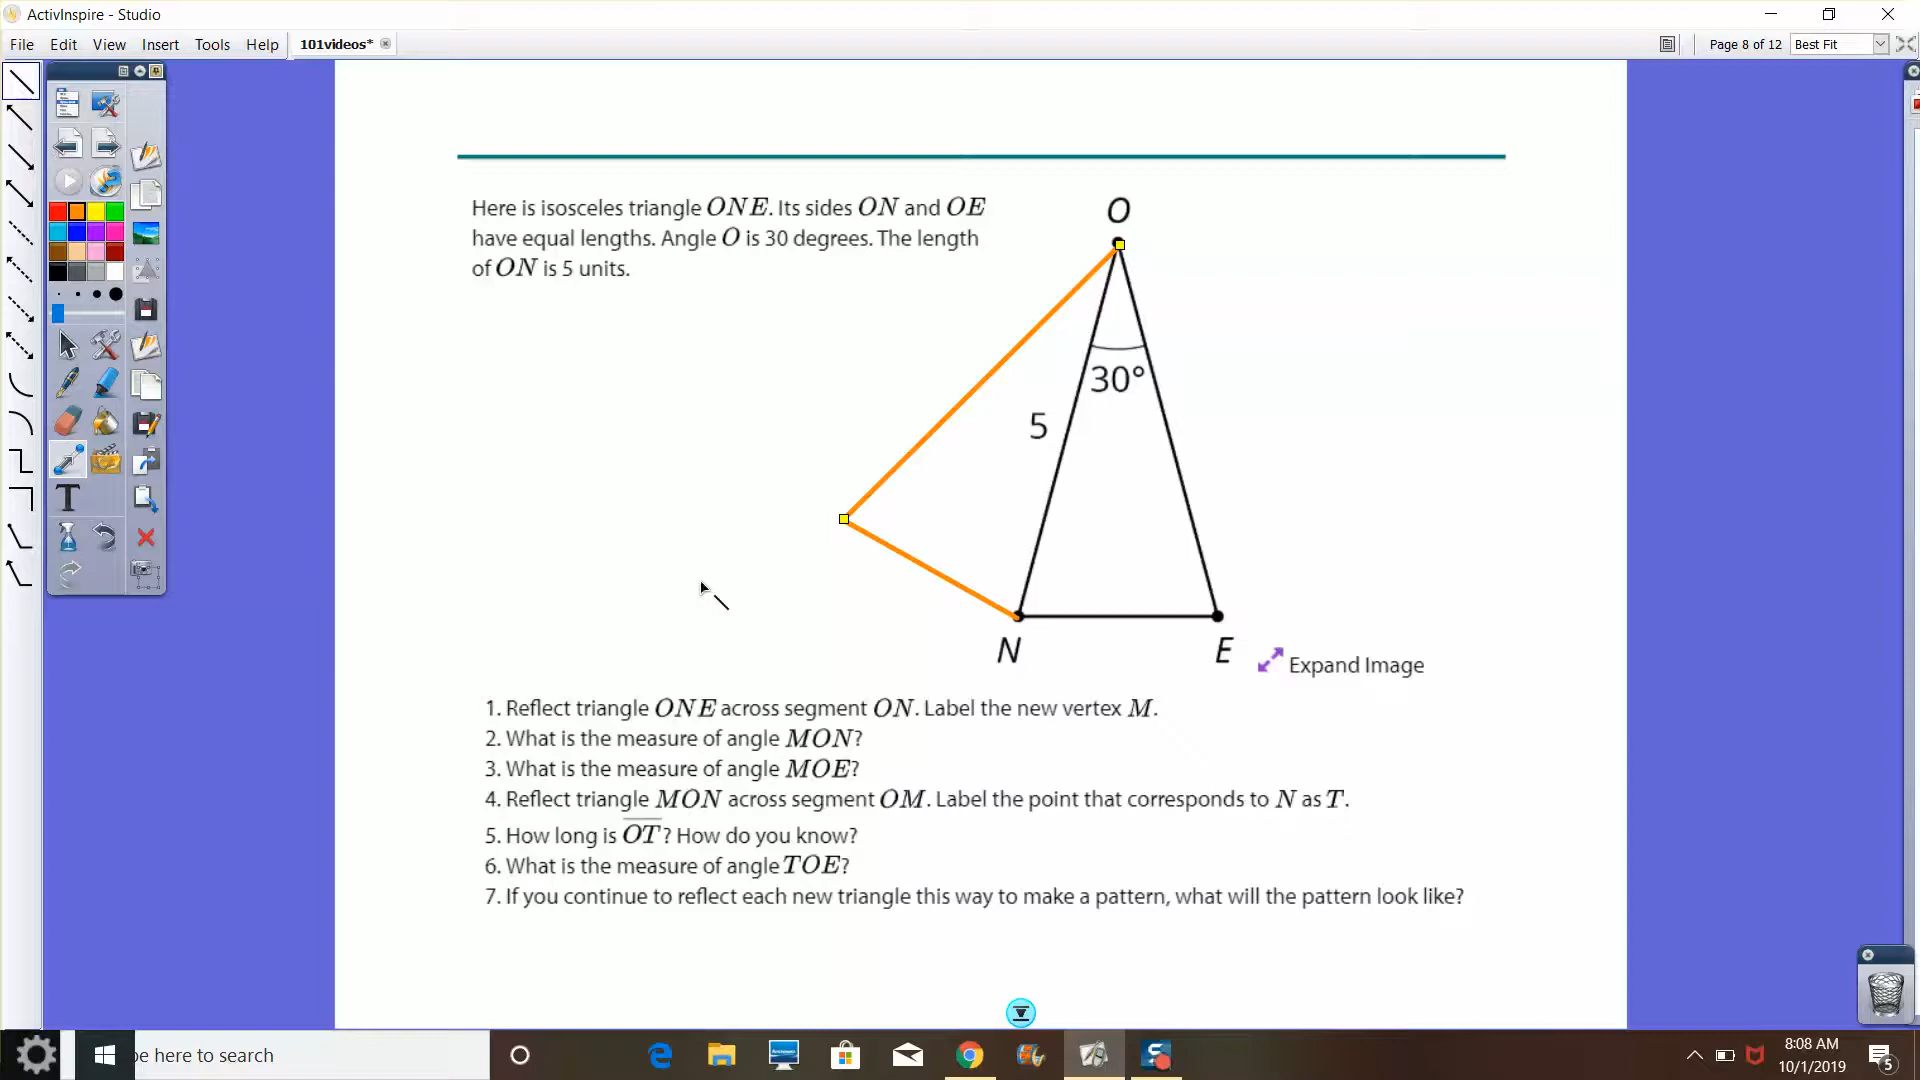 ActivInspire - Studio
File Edit View Insert Tools Help 101videos* Page 8 of 12 Best Fit
Here is isosceles triangle ONE. Its sides ON and OE
have equal lengths. Angle O is 30 degrees. The length
of ON is 5 units.
O
30°
5
N
E
Expand Image
1. Reflect triangle ONE across segment ON. Label the new vertex M.
2. What is the measure of angle MON?
3. What is the measure of angle MOE?
4. Reflect triangle MON across segment OM. Label the point that corresponds to N as T.
5. How long is O̅T̅? How do you know?
6. What is the measure of angle TOE?
7. If you continue to reflect each new triangle this way to make a pattern, what will the pattern look like?
T
pe here to search
8:08 AM
10/1/2019
5